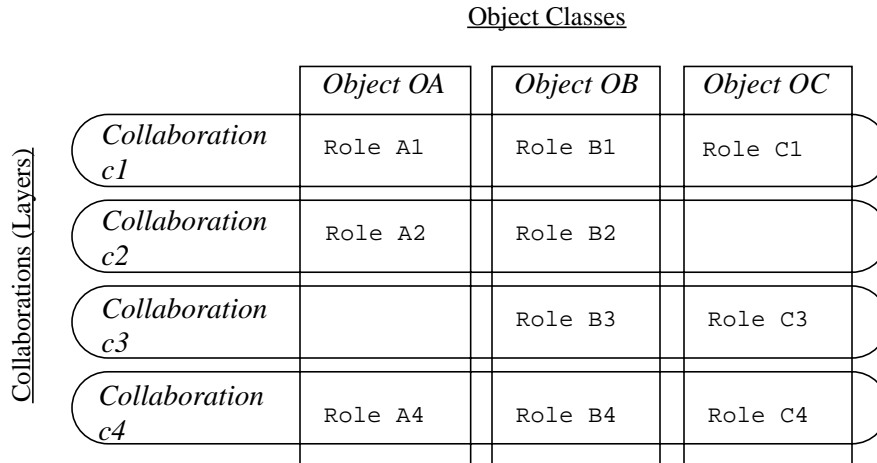 Object Classes
Object OA Object OB Object OC
Collaborations (Layers)
Collaboration
c1
Role A1 Role B1 Role C1
Collaboration
c2
Role A2 Role B2
Collaboration
c3
Role B3 Role C3
Collaboration
c4
Role A4 Role B4 Role C4